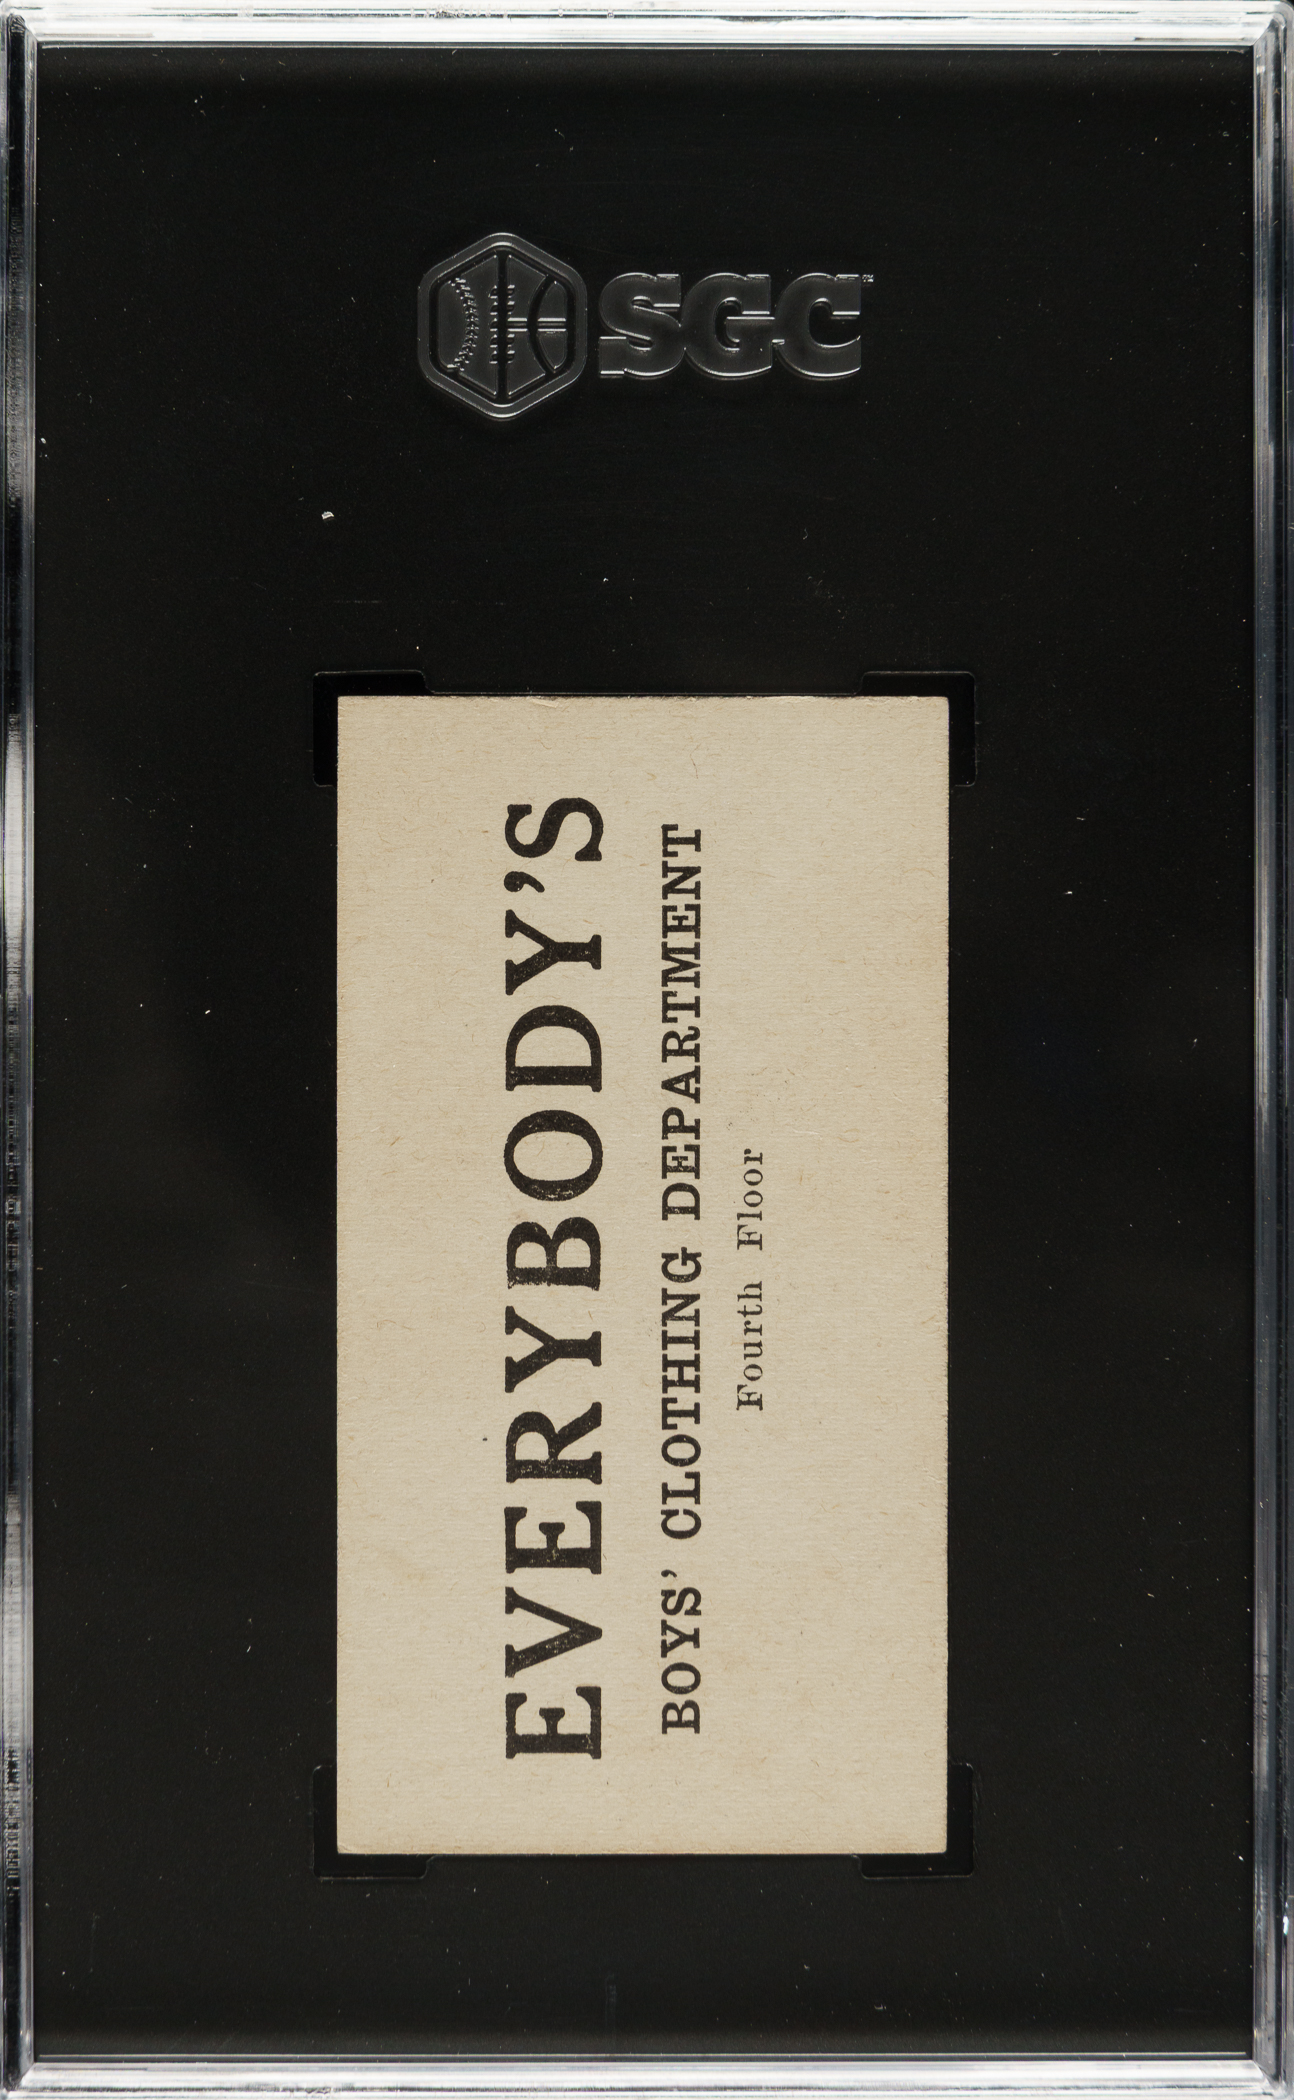 SGC
EVERYBODY'S
BOYS' CLOTHING DEPARTMENT
Fourth Floor